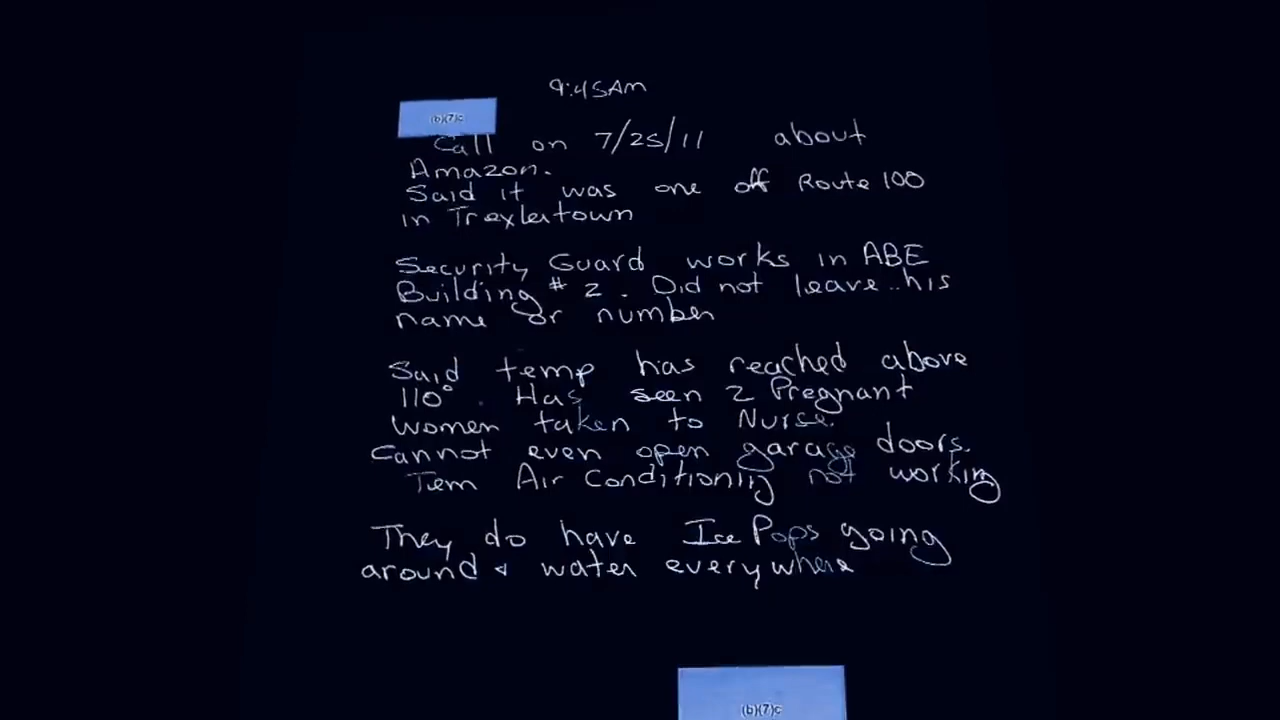 9:45AM
(b)(7)c
Call on 7/25/11 about
Amazon.
Said it was one off Route 100
in Trexlertown
Security Guard works in ABE
Building # 2. Did not leave his
name or number
Said temp has reached above
110°. Has seen 2 Pregnant
women taken to Nurse.
Cannot even open garage doors.
Air Conditioning not working
They do have Ice Pops going
around & water everywhere
(b)(7)c